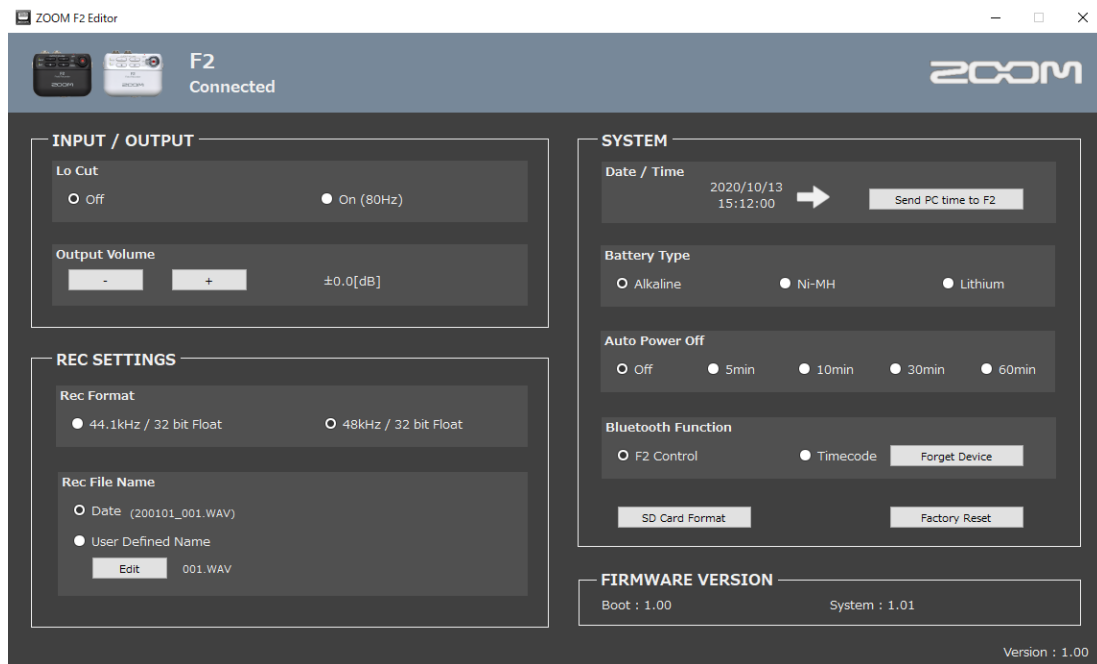 ZOOM F2 Editor
F2
Connected
ZOOM
ZOOM
ZOOM
INPUT / OUTPUT
Lo Cut
Off
On (80Hz)
Output Volume
-
+
±0.0[dB]
REC SETTINGS
Rec Format
44.1kHz / 32 bit Float
48kHz / 32 bit Float
Rec File Name
Date (200101_001.WAV)
User Defined Name
Edit
001.WAV
SYSTEM
Date / Time
2020/10/13
15:12:00
Send PC time to F2
Battery Type
Alkaline
Ni-MH
Lithium
Auto Power Off
Off
5min
10min
30min
60min
Bluetooth Function
F2 Control
Timecode
Forget Device
SD Card Format
Factory Reset
FIRMWARE VERSION
Boot : 1.00
System : 1.01
Version : 1.00